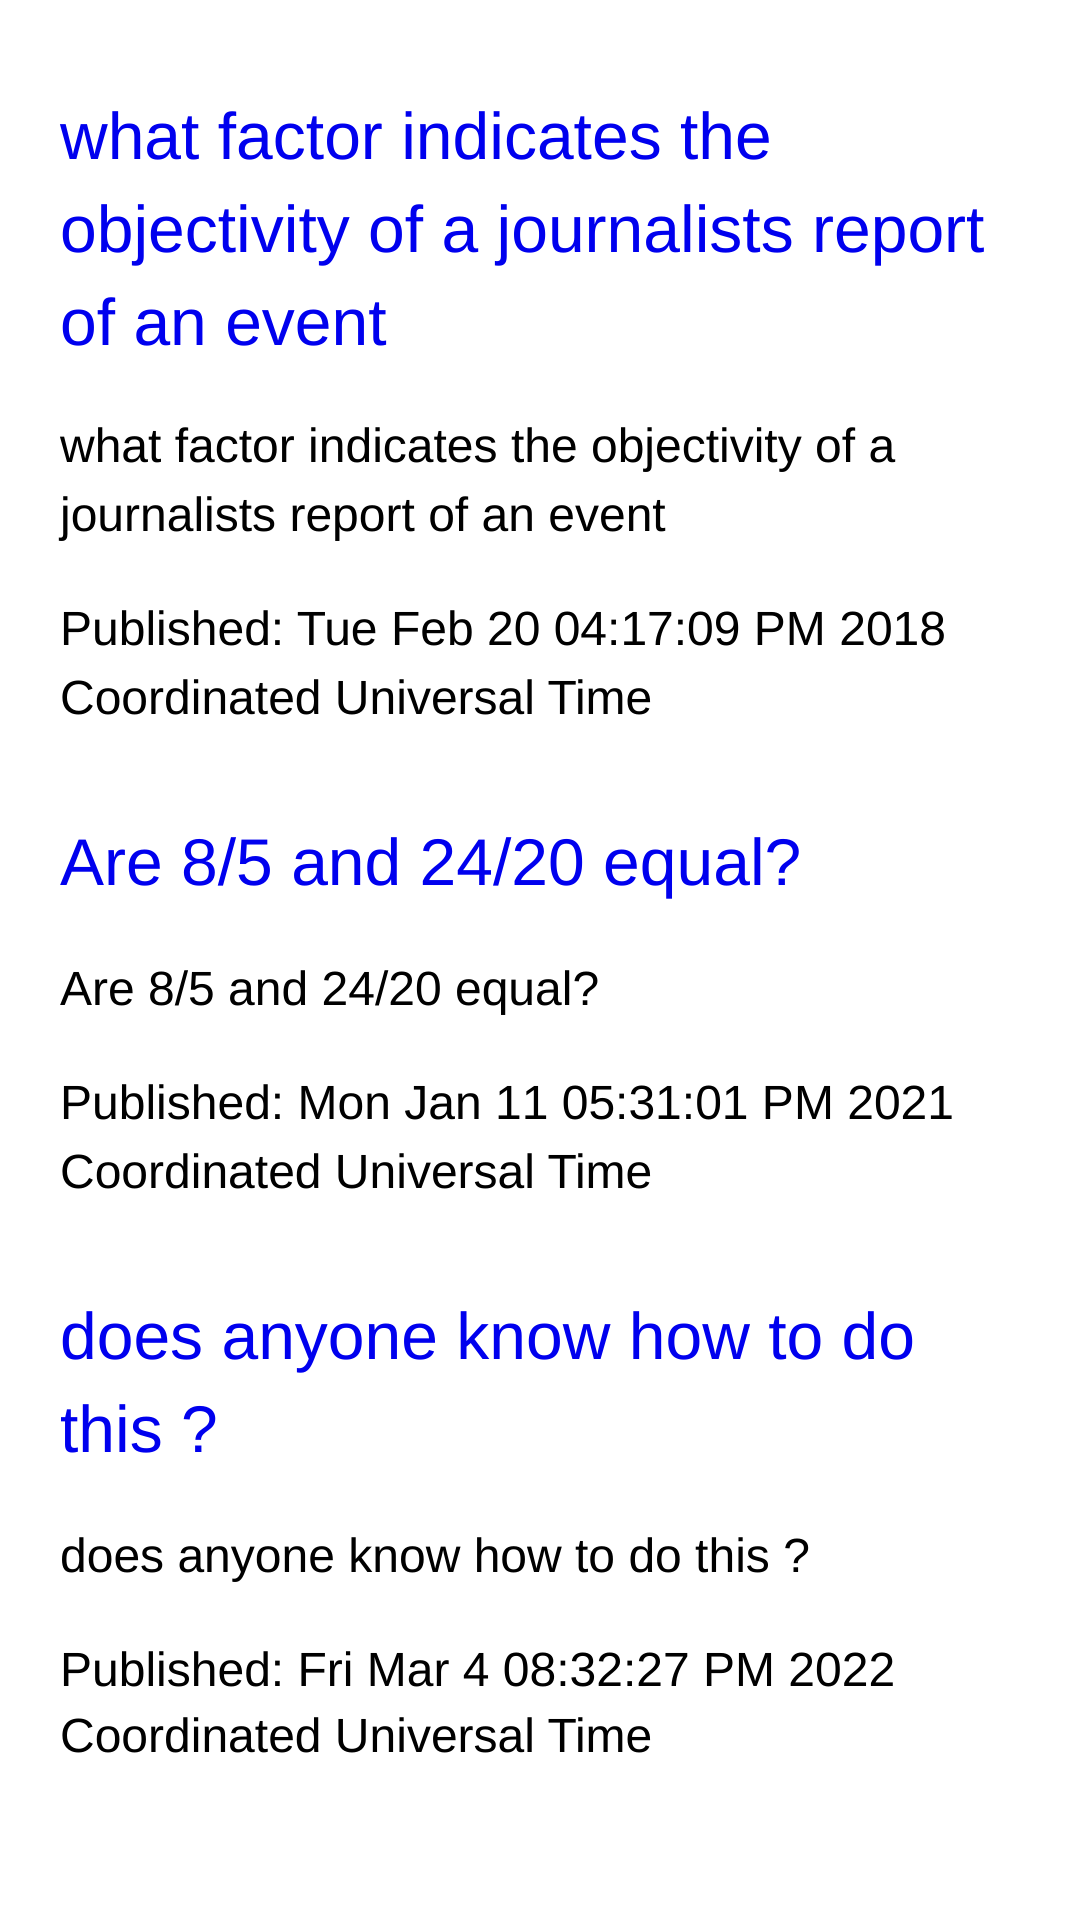 what factor indicates the
objectivity of a journalists report
of an event
what factor indicates the objectivity of a
journalists report of an event
Published: Tue Feb 20 04:17:09 PM 2018
Coordinated Universal Time
Are 8/5 and 24/20 equal?
Are 8/5 and 24/20 equal?
Published: Mon Jan 11 05:31:01 PM 2021
Coordinated Universal Time
does anyone know how to do
this ?
does anyone know how to do this ?
Published: Fri Mar 4 08:32:27 PM 2022
Coordinated Universal Time